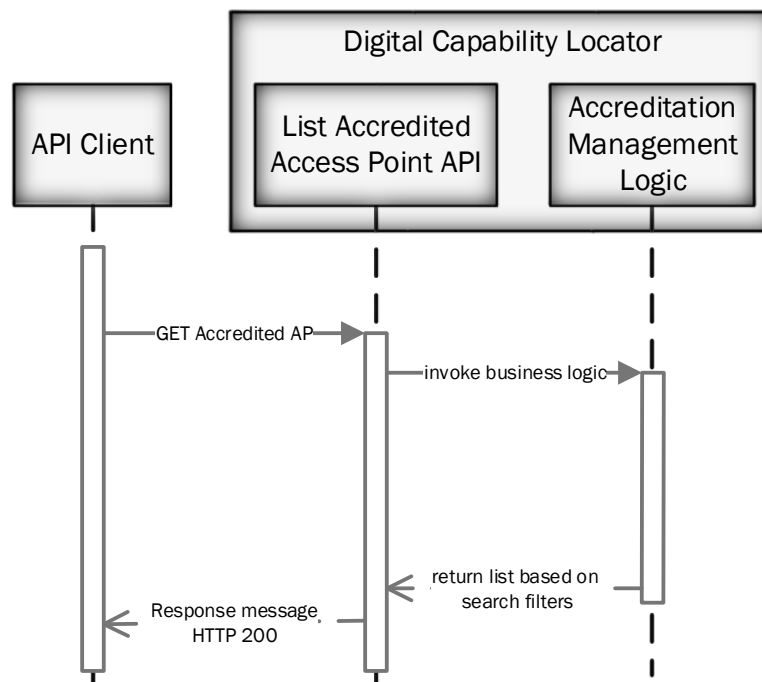 Digital Capability Locator
API Client
List Accredited
Access Point API
Accreditation
Management
Logic
GET Accredited AP
invoke business logic
return list based on
search filters
Response message
HTTP 200